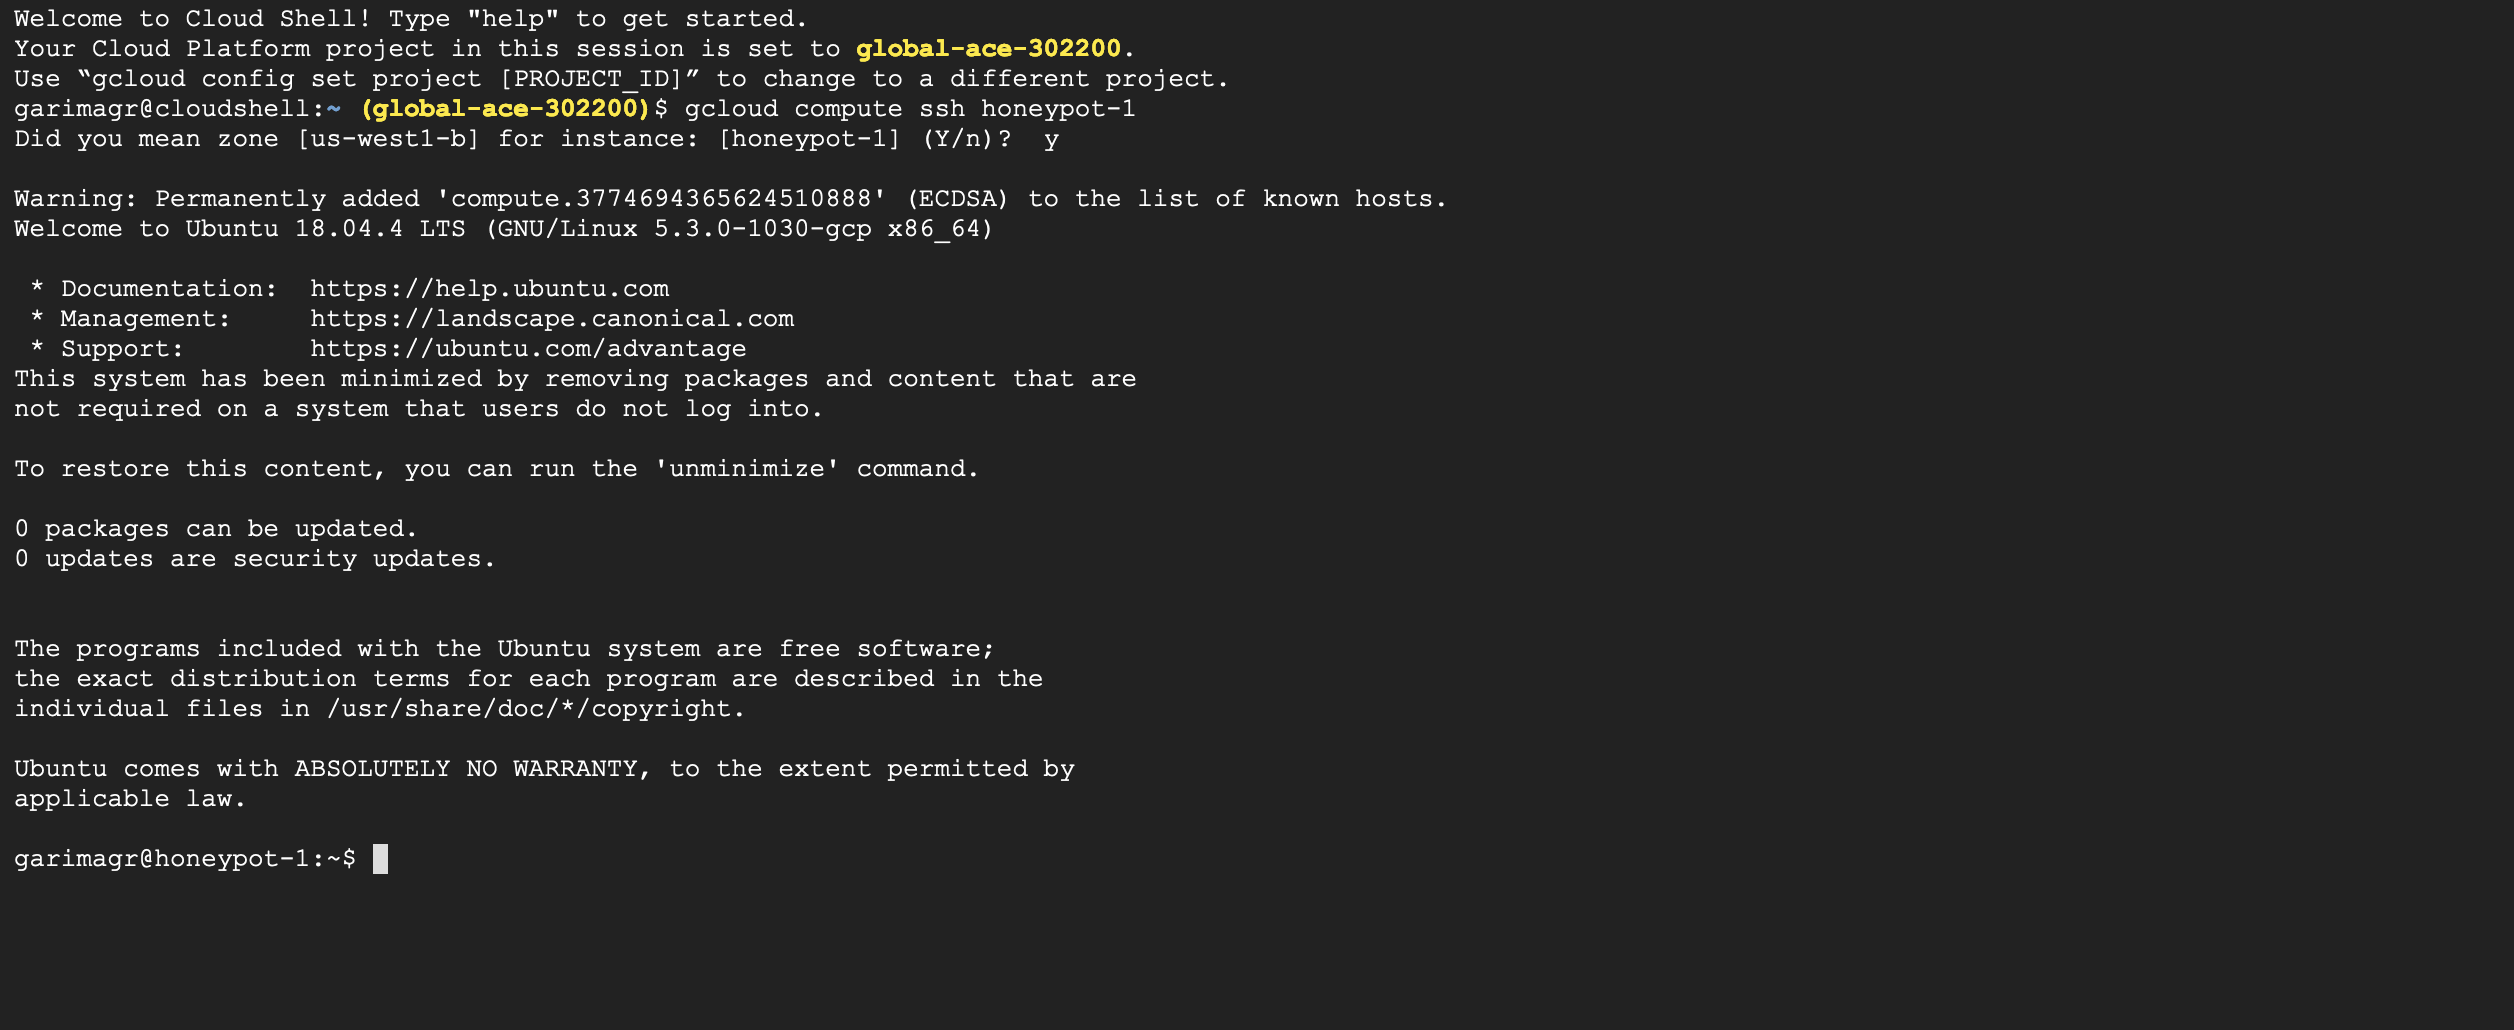 Welcome to Cloud Shell! Type "help" to get started.
Your Cloud Platform project in this session is set to global-ace-302200.
Use “gcloud config set project [PROJECT_ID]” to change to a different project.
garimagr@cloudshell:~ (global-ace-302200)$ gcloud compute ssh honeypot-1
Did you mean zone [us-west1-b] for instance: [honeypot-1] (Y/n)?  y
Warning: Permanently added 'compute.3774694365624510888' (ECDSA) to the list of known hosts.
Welcome to Ubuntu 18.04.4 LTS (GNU/Linux 5.3.0-1030-gcp x86_64)
 * Documentation:  https://help.ubuntu.com
 * Management:     https://landscape.canonical.com
 * Support:        https://ubuntu.com/advantage
This system has been minimized by removing packages and content that are
not required on a system that users do not log into.
To restore this content, you can run the 'unminimize' command.
0 packages can be updated.
0 updates are security updates.
The programs included with the Ubuntu system are free software;
the exact distribution terms for each program are described in the
individual files in /usr/share/doc/*/copyright.
Ubuntu comes with ABSOLUTELY NO WARRANTY, to the extent permitted by
applicable law.
garimagr@honeypot-1:~$